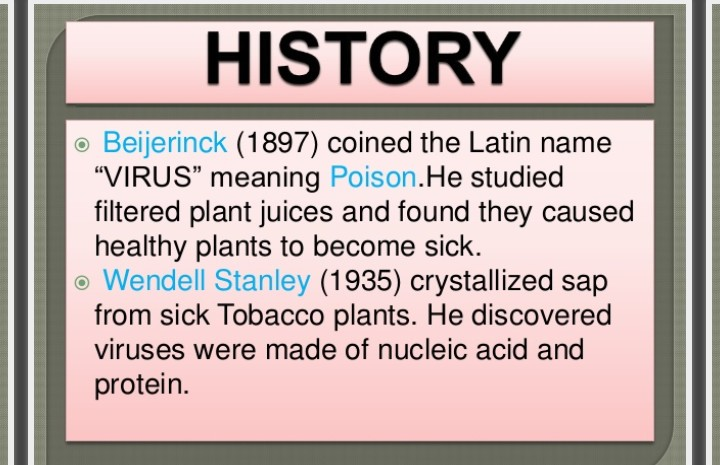 HISTORY
Beijerinck (1897) coined the Latin name
“VIRUS” meaning Poison.He studied
filtered plant juices and found they caused
healthy plants to become sick.
Wendell Stanley (1935) crystallized sap
from sick Tobacco plants. He discovered
viruses were made of nucleic acid and
protein.